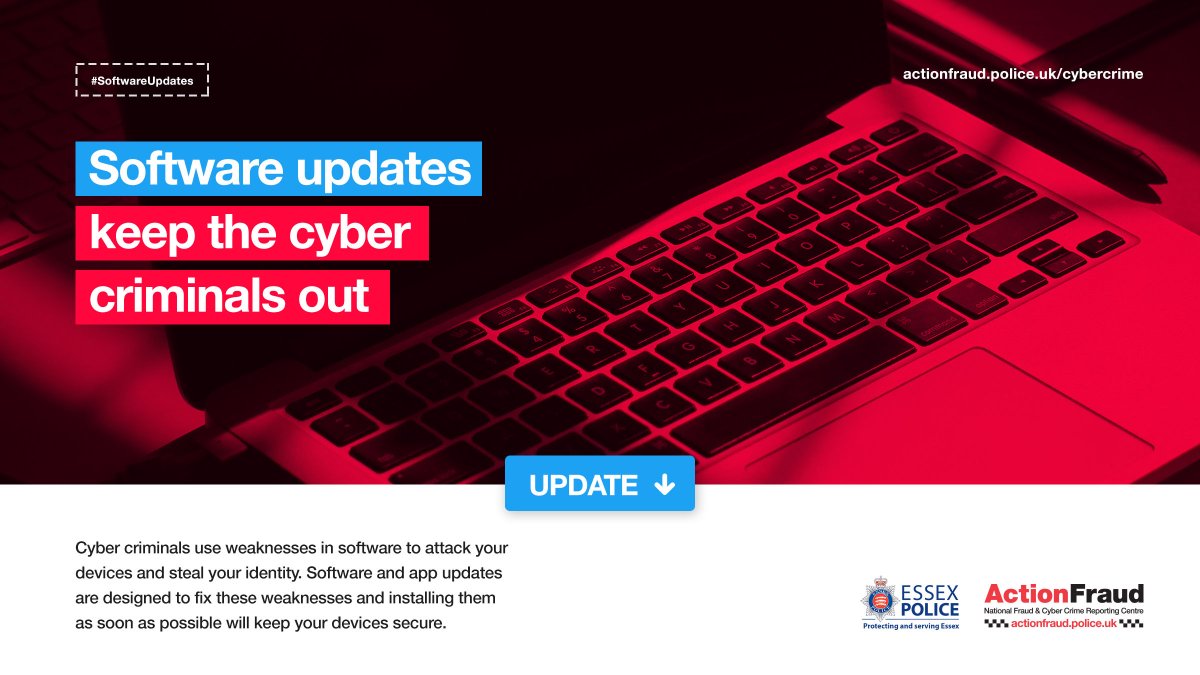 #SoftwareUpdates
actionfraud.police.uk/cybercrime
Software updates
keep the cyber
criminals out
UPDATE ↓
Cyber criminals use weaknesses in software to attack your
devices and steal your identity. Software and app updates
are designed to fix these weaknesses and installing them
as soon as possible will keep your devices secure.
ESSEX
POLICE
Protecting and serving Essex
ActionFraud
National Fraud & Cyber Crime Reporting Centre
actionfraud.police.uk